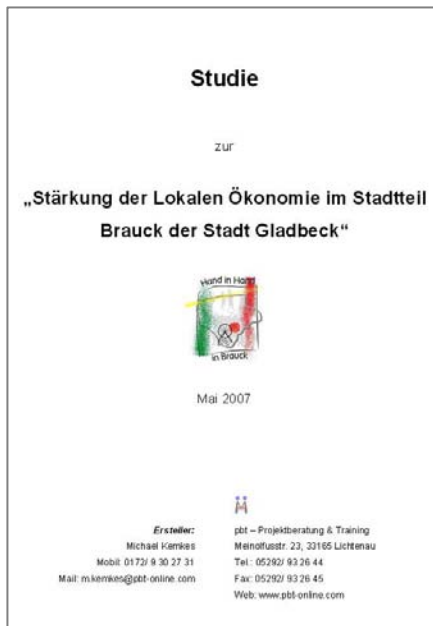 Studie
zur
„Stärkung der Lokalen Ökonomie im Stadtteil
Brauck der Stadt Gladbeck“
Hand in Hand
in Brauck
Mai 2007
Ersteller:
Michael Kemkes
Mobil: 0172/ 9 30 27 31
Mail: m.kemkes@pbt-online.com
pbt – Projektberatung & Training
Meinolfusstr. 23, 33165 Lichtenau
Tel.: 05292/ 93 26 44
Fax: 05292/ 93 26 45
Web: www.pbt-online.com